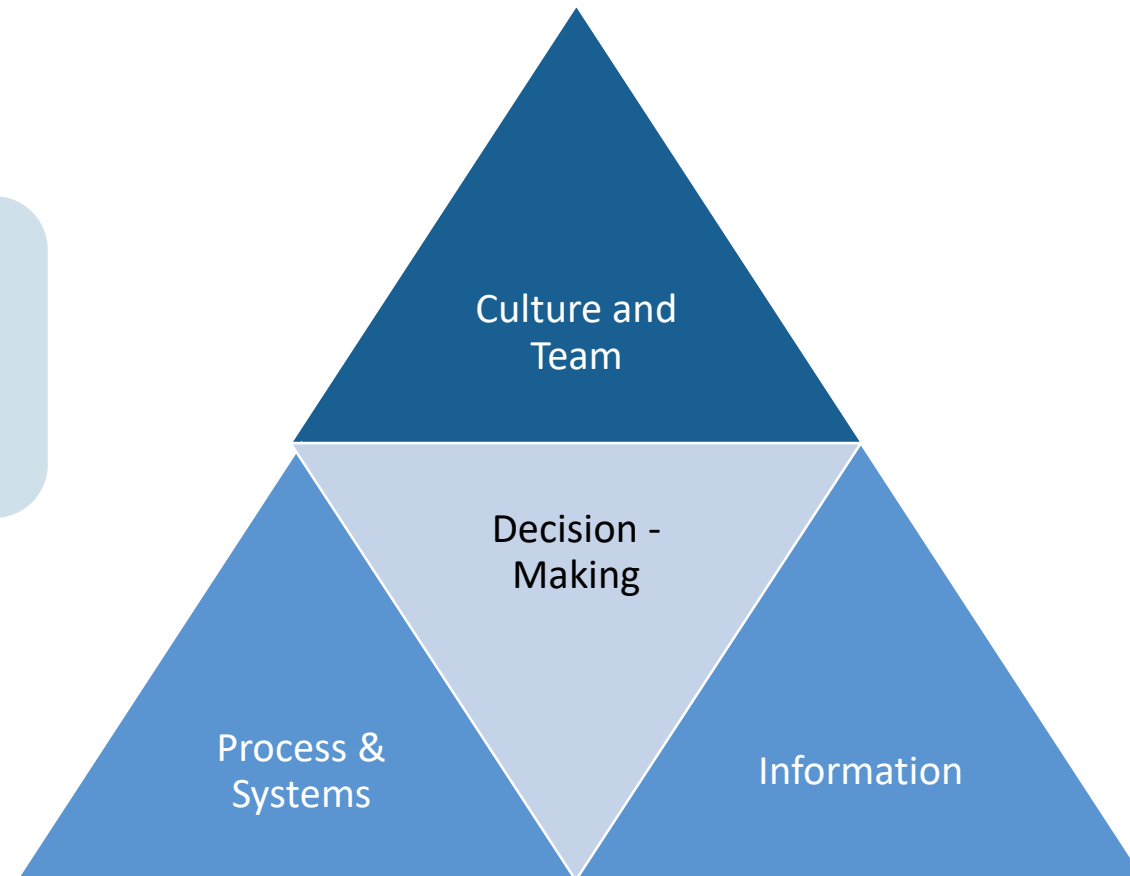 Culture and
Team
Decision -
Making
Process &
Systems
Information